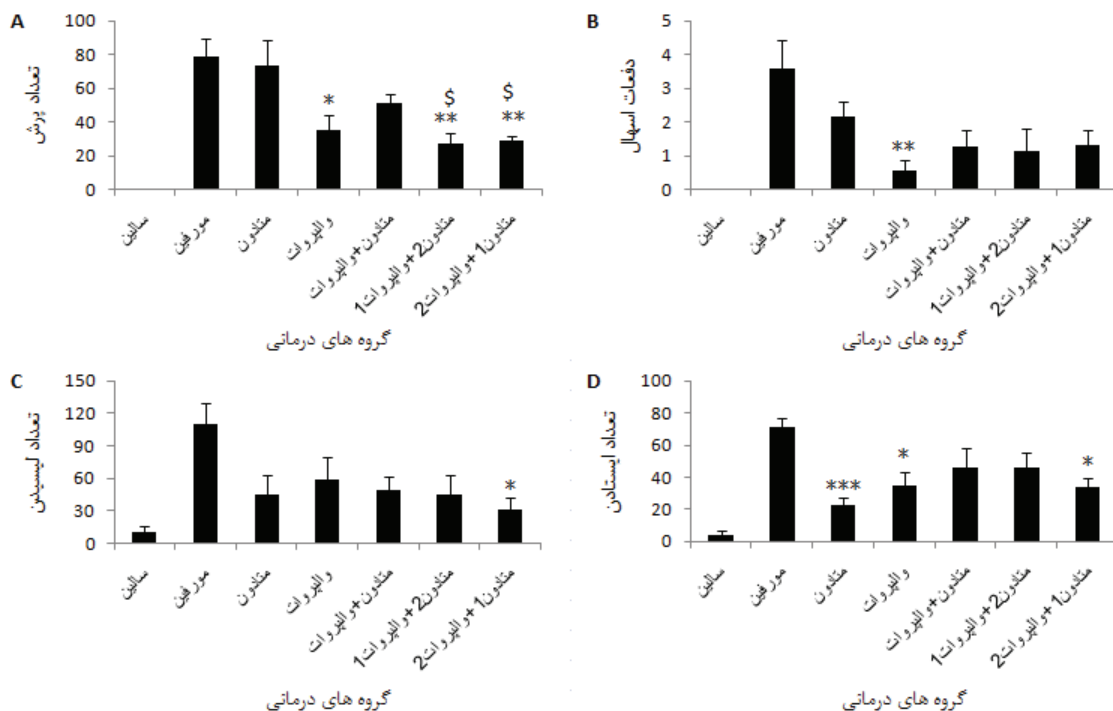 A
تعداد پرش
100
80
60
40
20
0
*
**
$
**
$
سالین
مورفین
متادون
والپروات
متادون+والپروات
متادون2+والپروات1
متادون1+والپروات2
گروه های درماتی
B
دفعات اسهال
5
4
3
2
1
0
**
سالین
مورفین
متادون
والپروات
متادون+والپروات
متادون2+والپروات1
متادون1+والپروات2
گروه های درماتی
C
تعداد لیسیدن
150
120
90
60
30
0
*
سالین
مورفین
متادون
والپروات
متادون+والپروات
متادون2+والپروات1
متادون1+والپروات2
گروه های درماتی
D
تعداد ایستادن
100
80
60
40
20
0
***
*
*
سالین
مورفین
متادون
والپروات
متادون+والپروات
متادون2+والپروات1
متادون1+والپروات2
گروه های درماتی